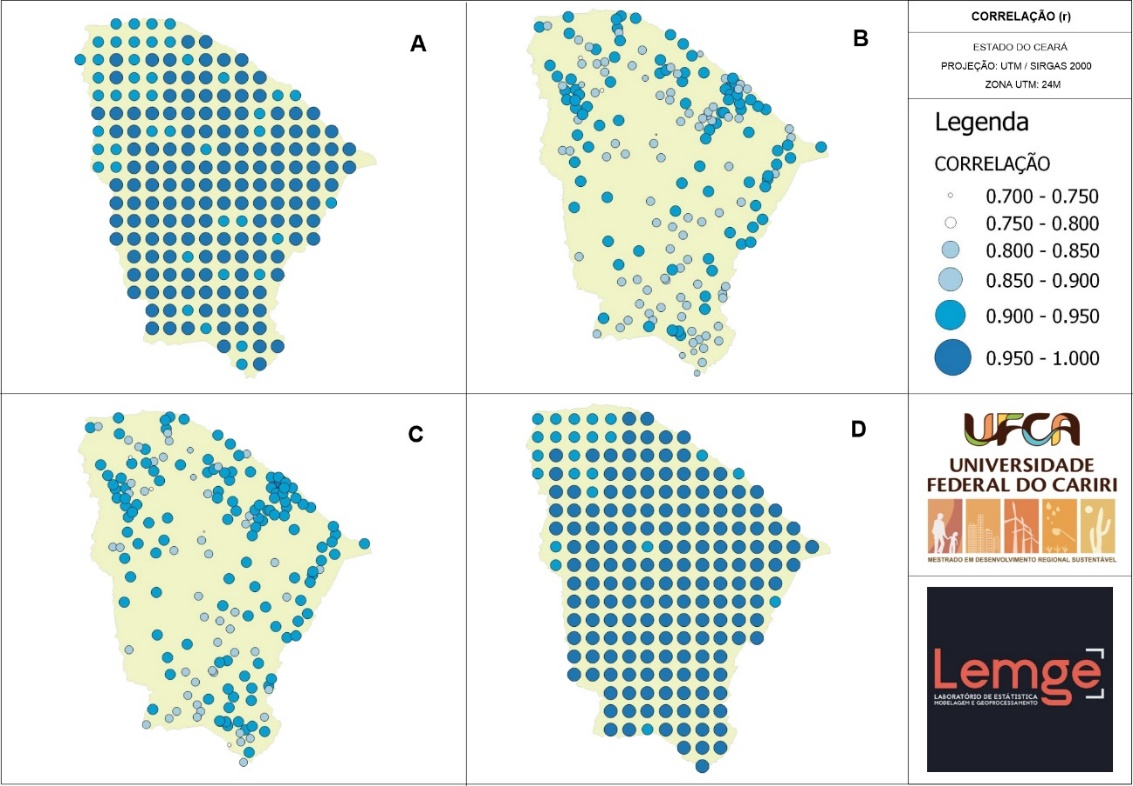 A
B
C
D
CORRELAÇÃO (r)
ESTADO DO CEARÁ
PROJEÇÃO: UTM / SIRGAS 2000
ZONA UTM: 24M
Legenda
CORRELAÇÃO
0.700 - 0.750
0.750 - 0.800
0.800 - 0.850
0.850 - 0.900
0.900 - 0.950
0.950 - 1.000
UFCA
UNIVERSIDADE
FEDERAL DO CARIRI
MESTRADO EM DESENVOLVIMENTO REGIONAL SUSTENTÁVEL
Lemge
LABORATÓRIO DE ESTÁTISTICA
MODELAGEM E GEOPROCESSAMENTO